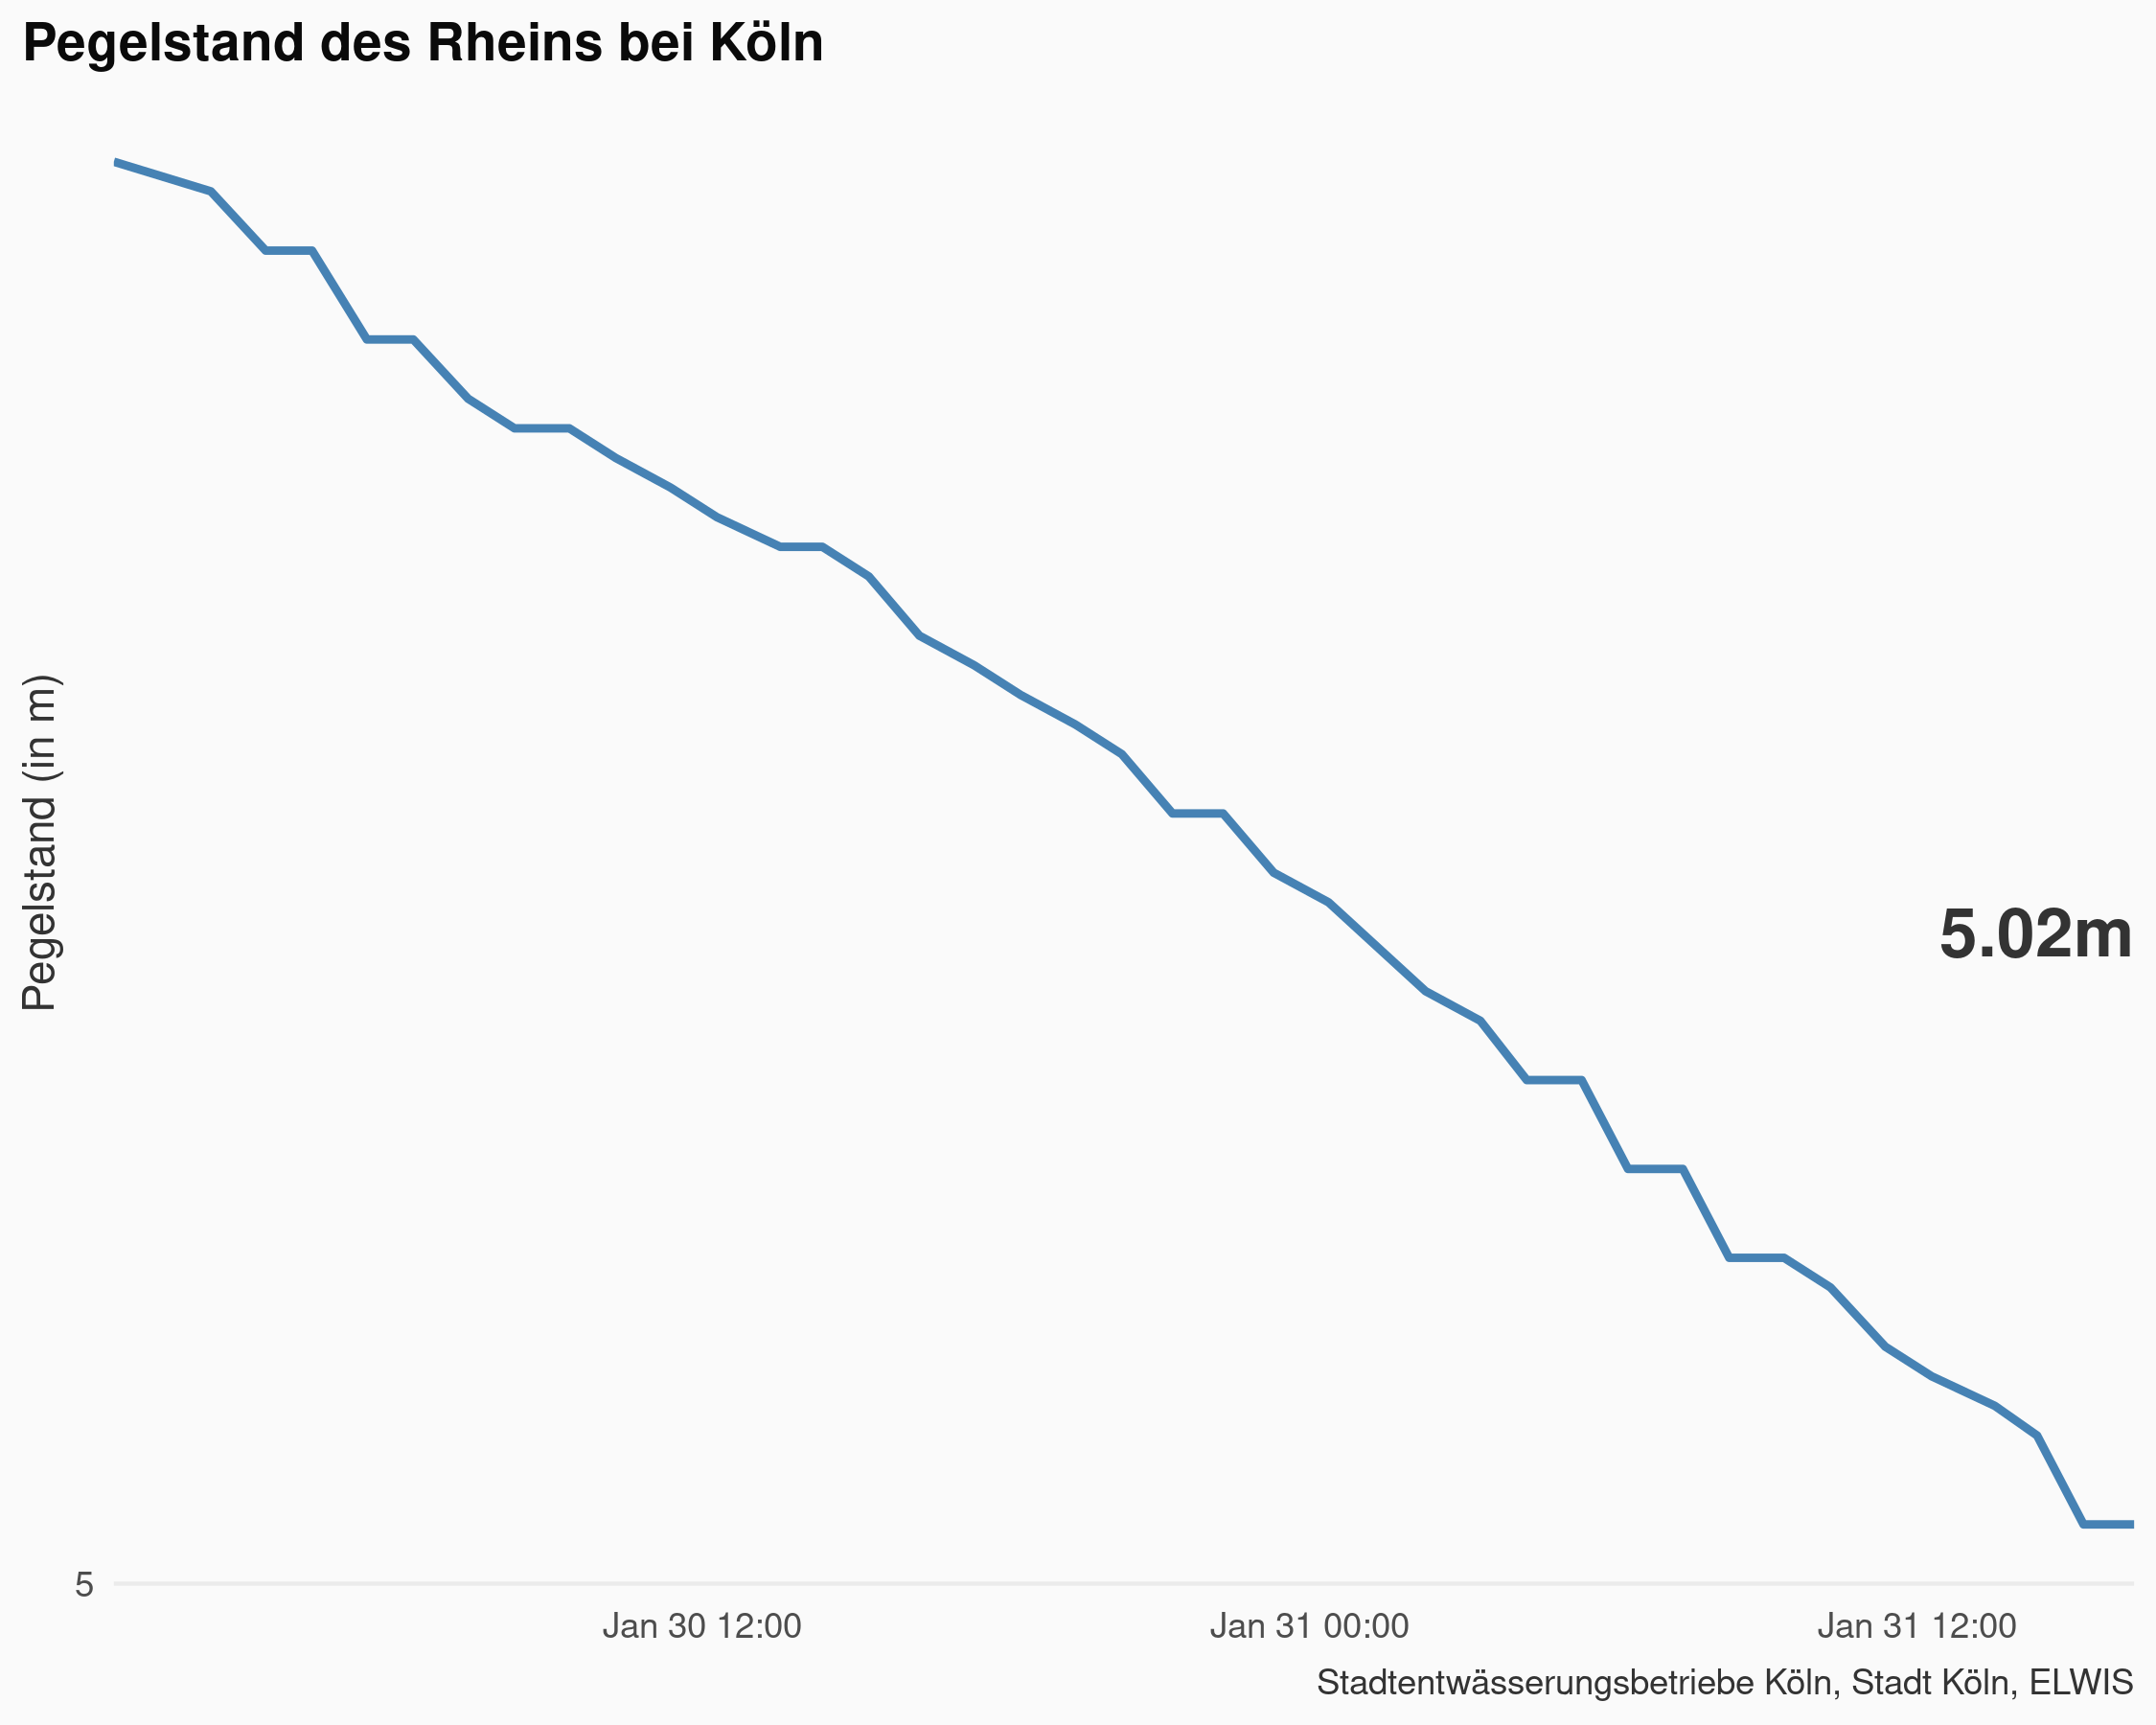 Pegelstand des Rheins bei Köln
Pegelstand (in m)
5.02m
5
Jan 30 12:00
Jan 31 00:00
Jan 31 12:00
Stadtentwässerungsbetriebe Köln, Stadt Köln, ELWIS